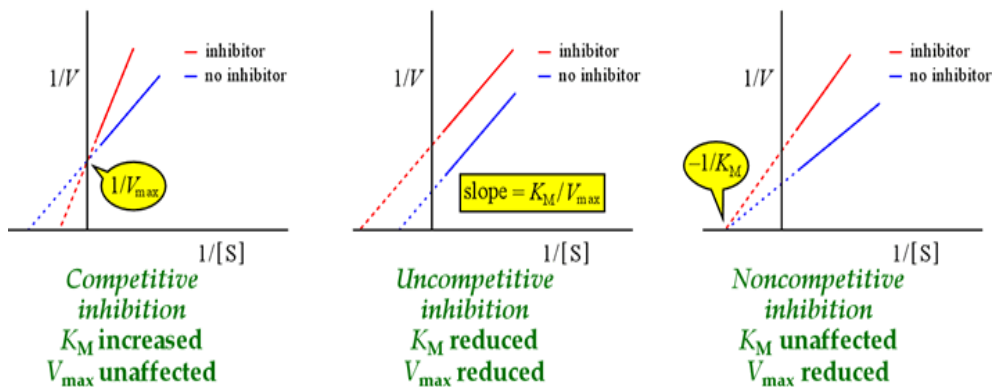 1/V
inhibitor
no inhibitor
1/Vmax
1/[S]
Competitive
inhibition
KM increased
Vmax unaffected
1/V
inhibitor
no inhibitor
slope = KM/Vmax
1/[S]
Uncompetitive
inhibition
KM reduced
Vmax reduced
1/V
inhibitor
no inhibitor
−1/KM
1/[S]
Noncompetitive
inhibition
KM unaffected
Vmax reduced